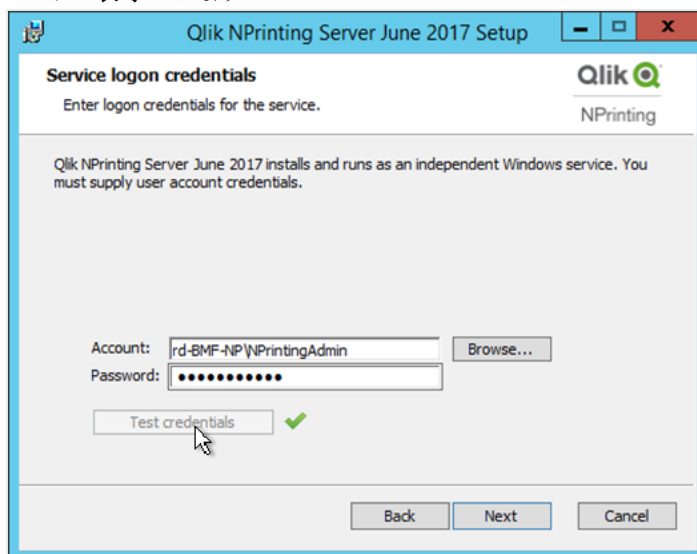 Qlik NPrinting Server June 2017 Setup
Service logon credentials
Enter logon credentials for the service.
Qlik
NPrinting
Qlik NPrinting Server June 2017 installs and runs as an independent Windows service. You
must supply user account credentials.
Account: rd-BMF-NP\NPrintingAdmin Browse...
Password: ●●●●●●●●●●●
Test credentials
Back Next Cancel